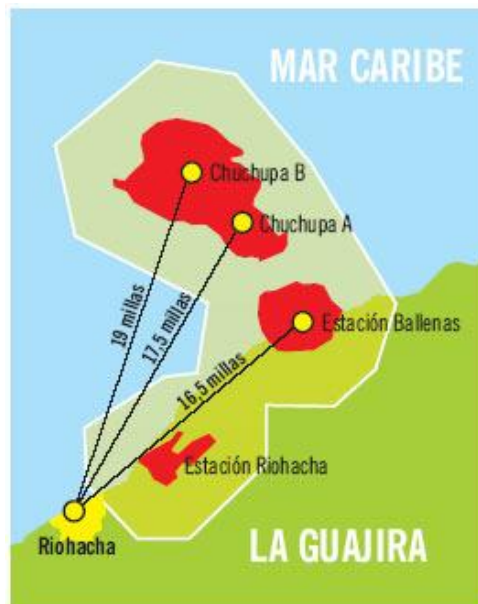 MAR CARIBE
Chuchupa B
Chuchupa A
Estación Ballenas
19 millas
17,5 millas
16,5 millas
Estación Riohacha
Riohacha
LA GUAJIRA